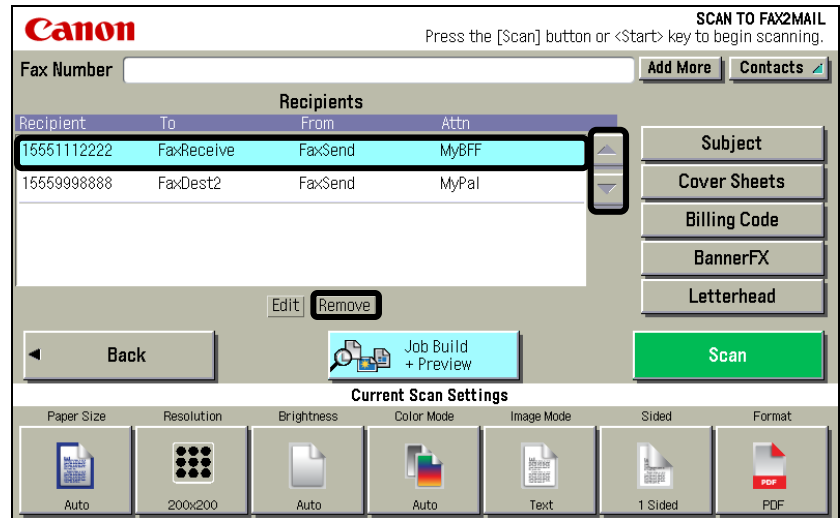 Canon
SCAN TO FAX2MAIL
Press the [Scan] button or <Start> key to begin scanning.
Fax Number
Add More
Contacts
Recipients
Recipient To From Attn
15551112222 FaxReceive FaxSend MyBFF
15559998888 FaxDest2 FaxSend MyPal
Subject
Cover Sheets
Billing Code
BannerFX
Letterhead
Edit Remove
Back
Job Build
+ Preview
Scan
Current Scan Settings
Paper Size Resolution Brightness Color Mode Image Mode Sided Format
PDF
Auto 200x200 Auto Auto Text 1 Sided PDF